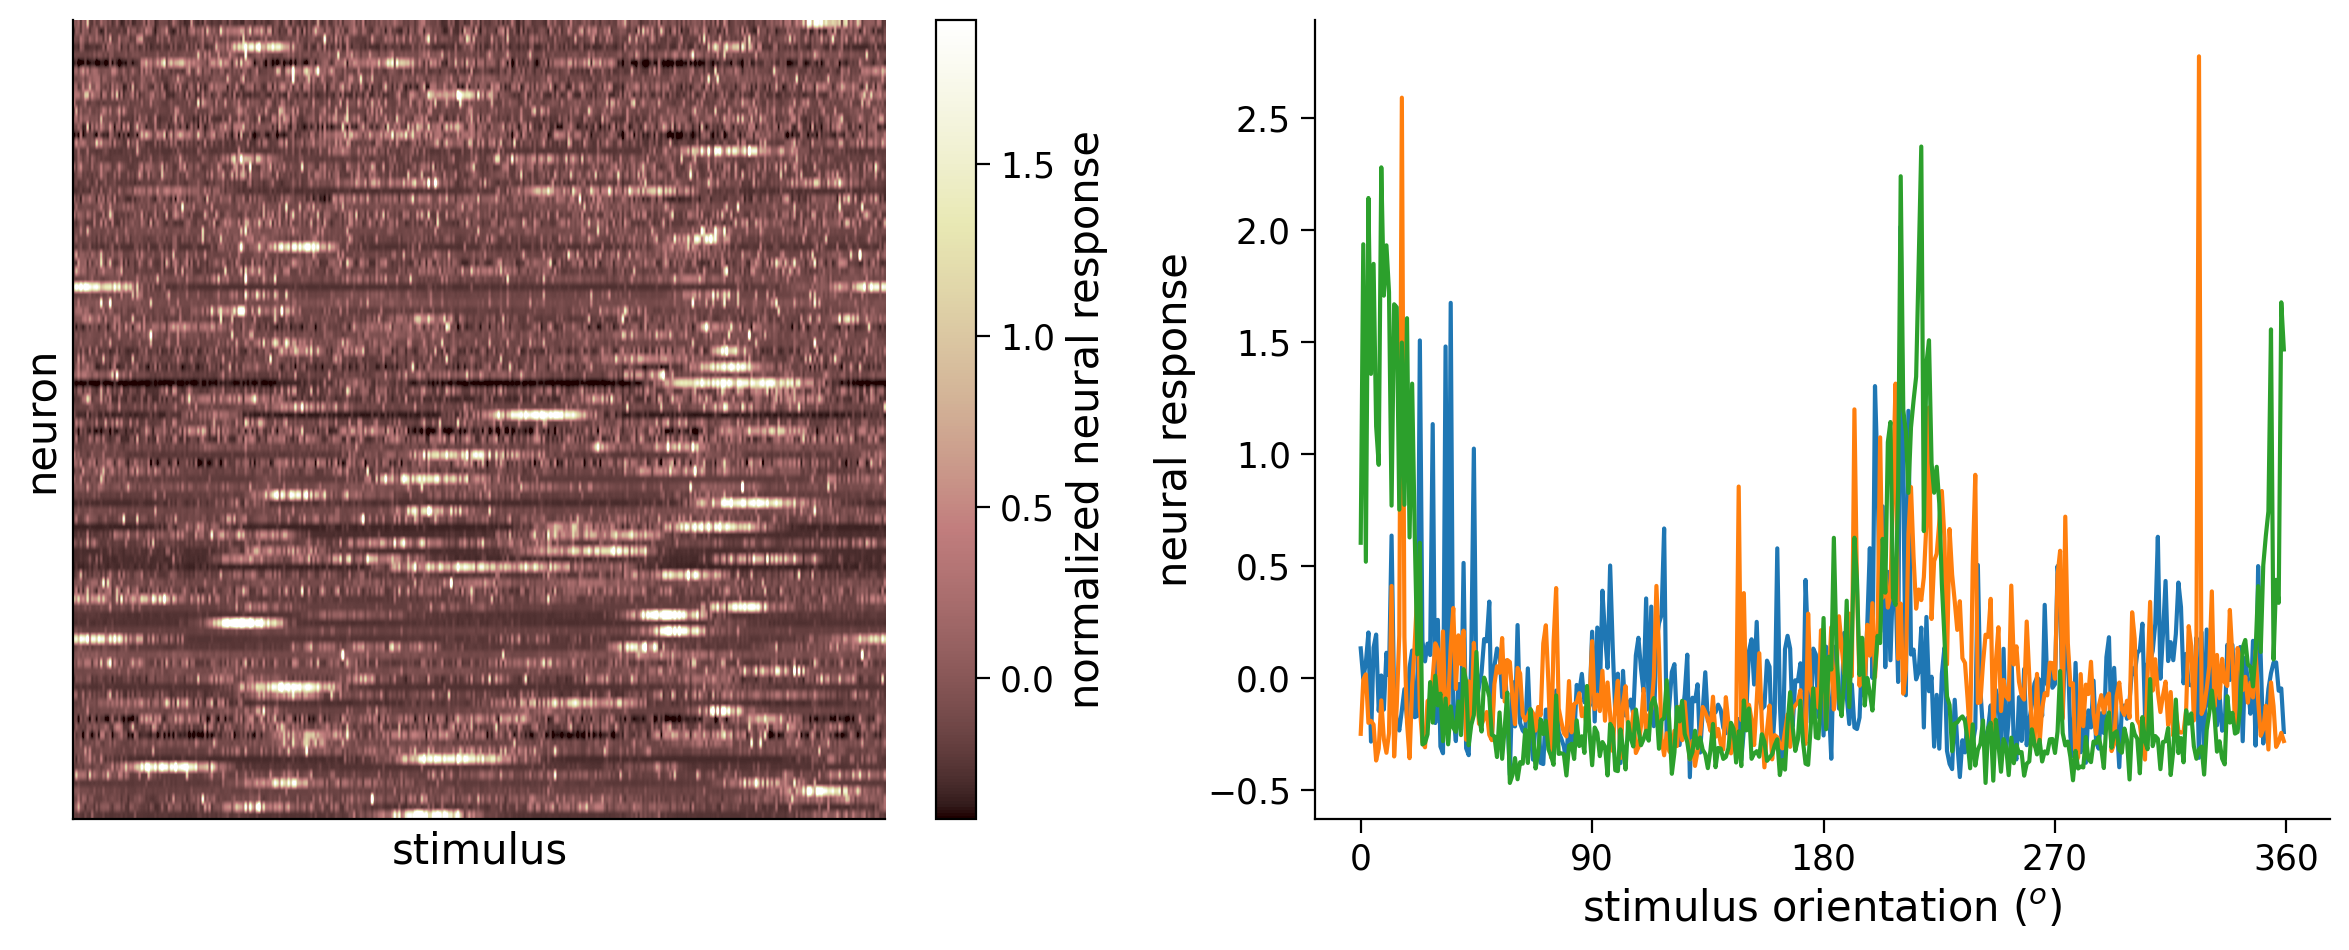 neuron
stimulus
1.5
1.0
0.5
0.0
normalized neural response
neural response
2.5
2.0
1.5
1.0
0.5
0.0
−0.5
0 90 180 270 360
stimulus orientation (ᵒ)